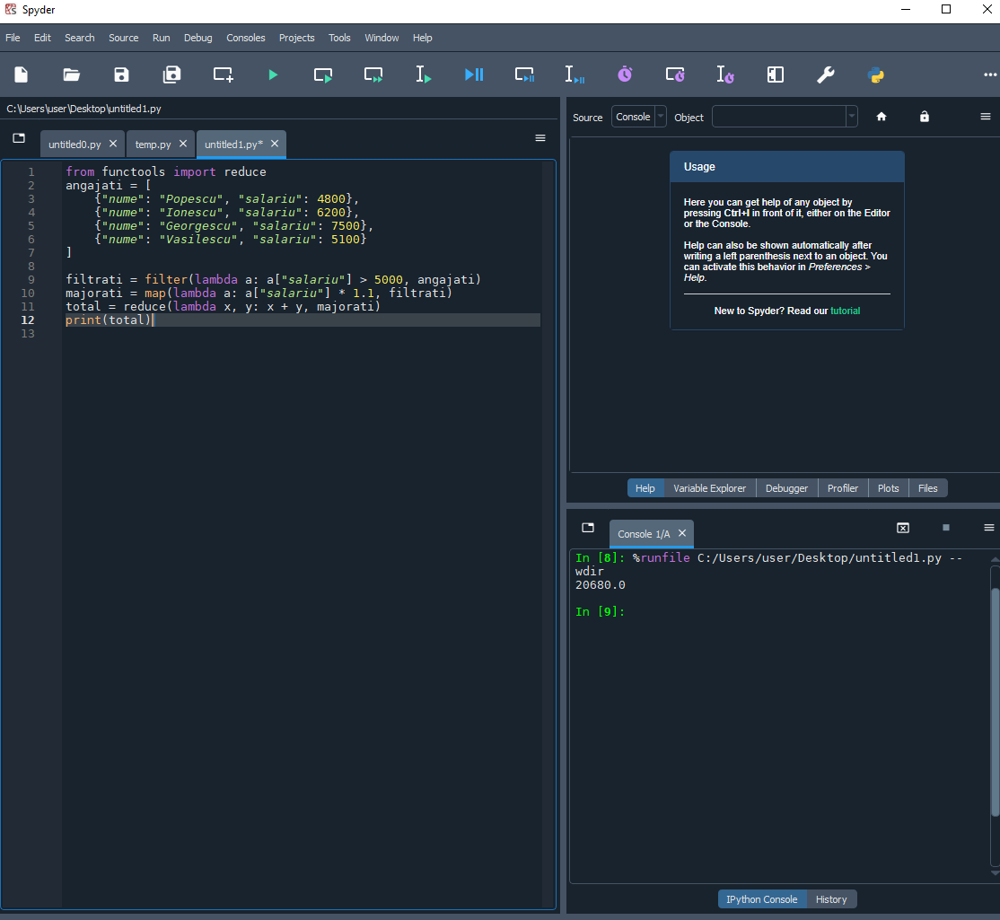 Spyder
File Edit Search Source Run Debug Consoles Projects Tools Window Help
C:\Users\user\Desktop\untitled1.py
untitled0.py temp.py untitled1.py*
1 from functools import reduce
2 angajati = [
3     {"nume": "Popescu", "salariu": 4800},
4     {"nume": "Ionescu", "salariu": 6200},
5     {"nume": "Georgescu", "salariu": 7500},
6     {"nume": "Vasilescu", "salariu": 5100}
7 ]
8
9 filtrati = filter(lambda a: a["salariu"] > 5000, angajati)
10 majorati = map(lambda a: a["salariu"] * 1.1, filtrati)
11 total = reduce(lambda x, y: x + y, majorati)
12 print(total)
13
Source Console Object
Usage
Here you can get help of any object by
pressing Ctrl+I in front of it, either on the Editor
or the Console.
Help can also be shown automatically after
writing a left parenthesis next to an object. You
can activate this behavior in Preferences >
Help.
New to Spyder? Read our tutorial
Help Variable Explorer Debugger Profiler Plots Files
Console 1/A
In [8]: %runfile C:/Users/user/Desktop/untitled1.py --
wdir
20680.0
In [9]:
IPython Console History